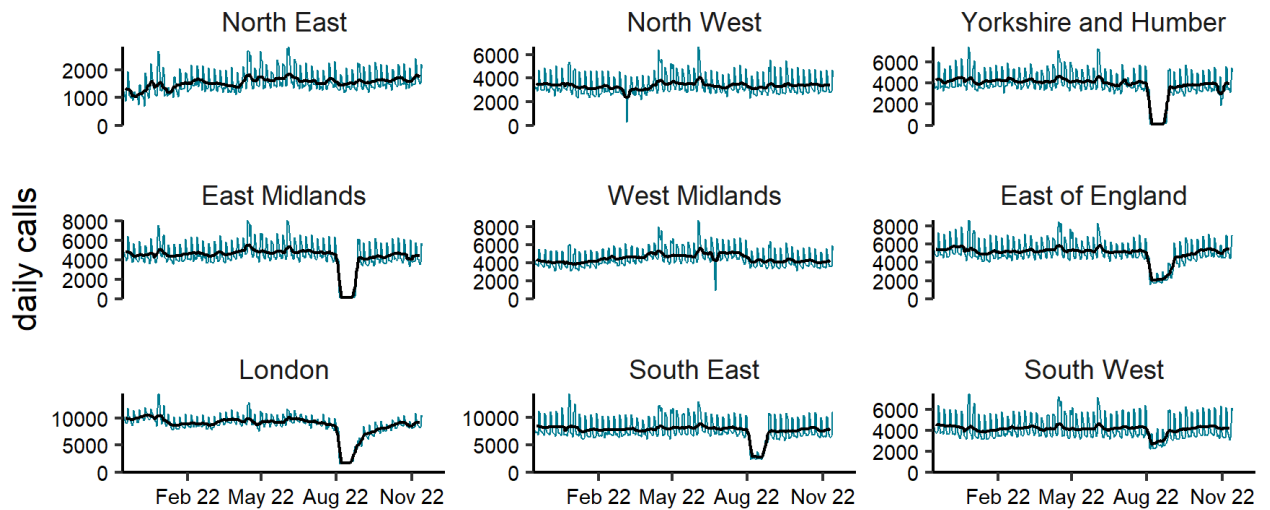 North East
North West
Yorkshire and Humber
2000
1000
0
6000
4000
2000
0
6000
4000
2000
0
daily calls
East Midlands
West Midlands
East of England
8000
6000
4000
2000
0
8000
6000
4000
2000
0
8000
6000
4000
2000
0
London
South East
South West
10000
5000
0
10000
5000
0
6000
4000
2000
0
Feb 22 May 22 Aug 22 Nov 22
Feb 22 May 22 Aug 22 Nov 22
Feb 22 May 22 Aug 22 Nov 22